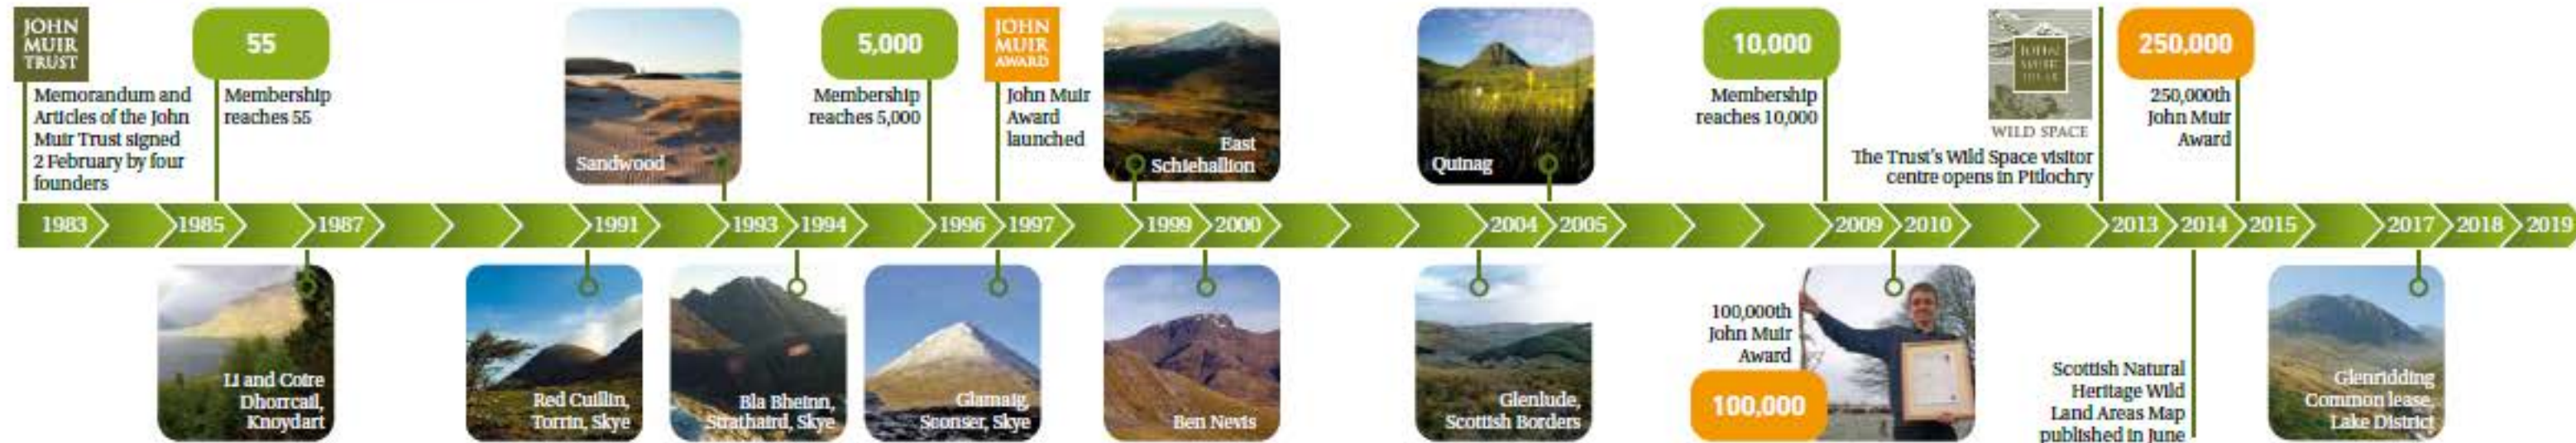 JOHN
MUIR
TRUST
Memorandum and
Articles of the John
Muir Trust signed
2 February by four
founders
55
Membership
reaches 55
Sandwood
5,000
Membership
reaches 5,000
JOHN
MUIR
AWARD
John Muir
Award
launched
East
Schiehallion
Quinag
10,000
Membership
reaches 10,000
JOHN
MUIR
TRUST
WILD SPACE
The Trust's Wild Space visitor
centre opens in Pitlochry
250,000
250,000th
John Muir
Award
1983 1985 1987 1991 1993 1994 1996 1997 1999 2000 2004 2005 2009 2010 2013 2014 2015 2017 2018 2019
Li and Coire
Dhorrcail,
Knoydart
Red Cuillin,
Torrin, Skye
Bla Bheinn,
Strathaird, Skye
Glamaig,
Sconser, Skye
Ben Nevis
Glenlude,
Scottish Borders
100,000th
John Muir
Award
100,000
Scottish Natural
Heritage Wild
Land Areas Map
published in June
Glenridding
Common lease,
Lake District